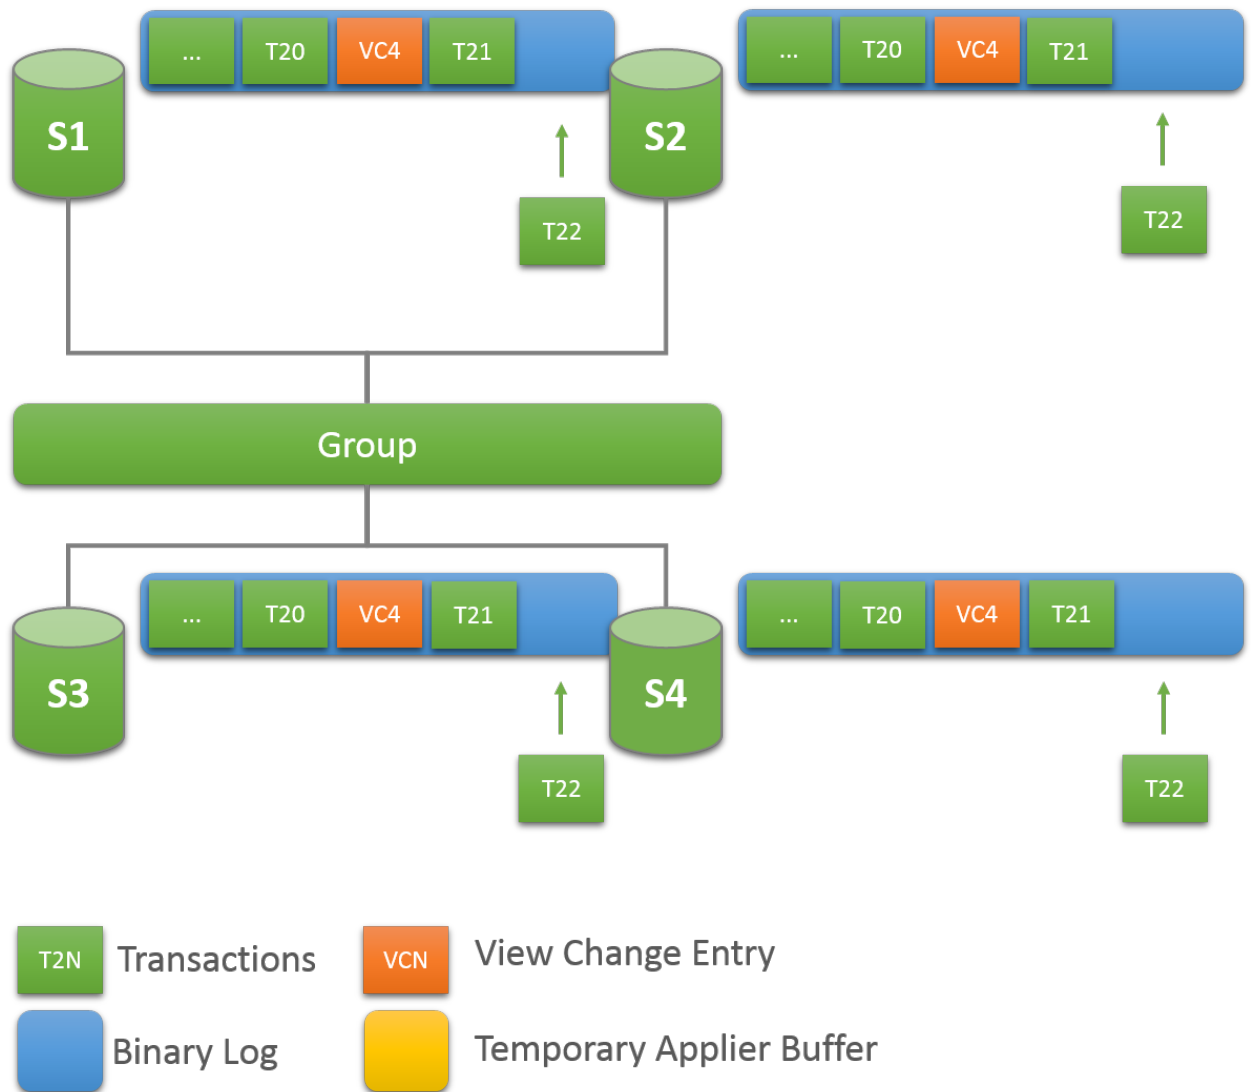 ... T20 VC4 T21
... T20 VC4 T21
S1
S2
T22
T22
Group
... T20 VC4 T21
... T20 VC4 T21
S3
S4
T22
T22
T2N Transactions
VCN View Change Entry
Binary Log
Temporary Applier Buffer